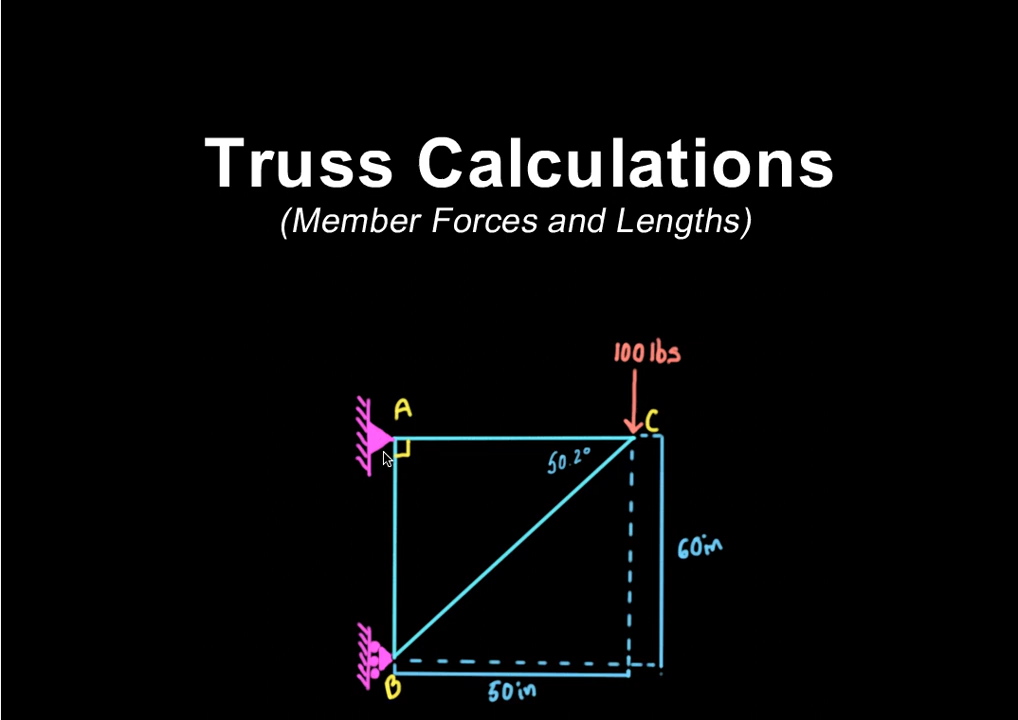 Truss Calculations
(Member Forces and Lengths)
100 lbs
A
C
50.2°
60in
B
50in